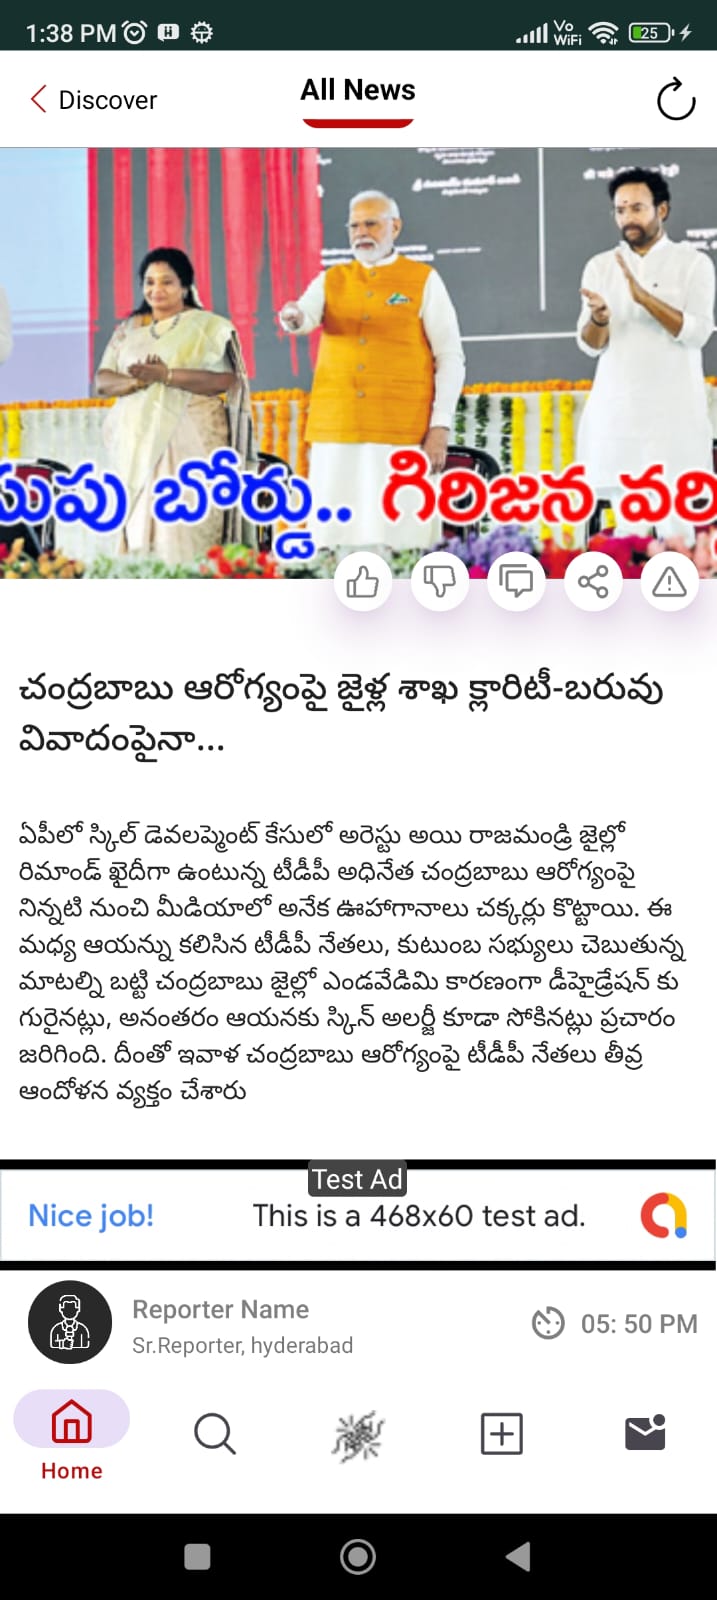 1:38 PM
Vo
WiFi
25
Discover
All News
సుపు బోర్డు.. గిరిజన వర్సి
చంద్రబాబు ఆరోగ్యంపై జైళ్ల శాఖ క్లారిటీ-బరువు
వివాదంపైనా...
ఏపీలో స్కిల్ డెవలప్మెంట్ కేసులో అరెస్టు అయి రాజమండ్రి జైల్లో
రిమాండ్ ఖైదీగా ఉంటున్న టీడీపీ అధినేత చంద్రబాబు ఆరోగ్యంపై
నిన్నటి నుంచి మీడియాలో అనేక ఊహాగానాలు చక్కర్లు కొట్టాయి. ఈ
మధ్య ఆయన్ను కలిసిన టీడీపీ నేతలు, కుటుంబ సభ్యులు చెబుతున్న
మాటల్ని బట్టి చంద్రబాబు జైల్లో ఎండవేడిమి కారణంగా డీహైడ్రేషన్ కు
గురైనట్లు, అనంతరం ఆయనకు స్కిన్ అలర్జీ కూడా సోకినట్లు ప్రచారం
జరిగింది. దీంతో ఇవాళ చంద్రబాబు ఆరోగ్యంపై టీడీపీ నేతలు తీవ్ర
ఆందోళన వ్యక్తం చేశారు
Test Ad
Nice job! This is a 468x60 test ad.
Reporter Name
Sr.Reporter, hyderabad
05: 50 PM
Home